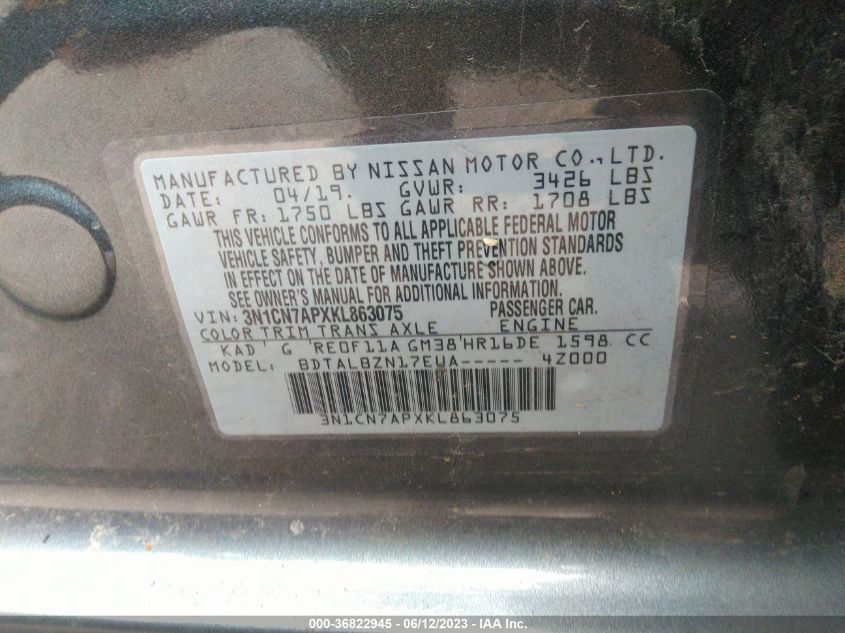 MANUFACTURED BY NISSAN MOTOR CO., LTD.
DATE: 04/19. GVWR: 3426 LBS
GAWR FR: 1750 LBS GAWR RR: 1708 LBS
THIS VEHICLE CONFORMS TO ALL APPLICABLE FEDERAL MOTOR
VEHICLE SAFETY, BUMPER AND THEFT PREVENTION STANDARDS
IN EFFECT ON THE DATE OF MANUFACTURE SHOWN ABOVE.
SEE OWNER'S MANUAL FOR ADDITIONAL INFORMATION.
VIN: 3N1CN7APXKL863075 PASSENGER CAR.
COLOR TRIM TRANS AXLE ENGINE
KAD' G 'RE0F11A GM38'HR16DE 1598 CC
MODEL: BDTALBZN17EUA----- 4Z000
3N1CN7APXKL863075
000-36822945 - 06/12/2023 - IAAI.com.